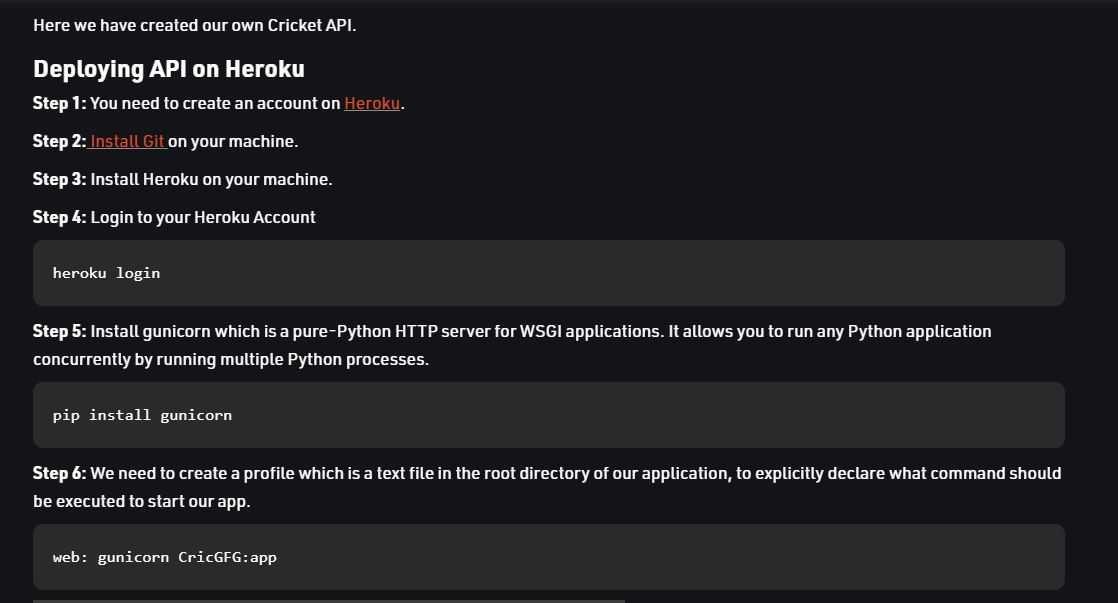 Here we have created our own Cricket API.
Deploying API on Heroku
Step 1: You need to create an account on Heroku.
Step 2: Install Git on your machine.
Step 3: Install Heroku on your machine.
Step 4: Login to your Heroku Account
heroku login
Step 5: Install gunicorn which is a pure-Python HTTP server for WSGI applications. It allows you to run any Python application
concurrently by running multiple Python processes.
pip install gunicorn
Step 6: We need to create a profile which is a text file in the root directory of our application, to explicitly declare what command should
be executed to start our app.
web: gunicorn CricGFG:app